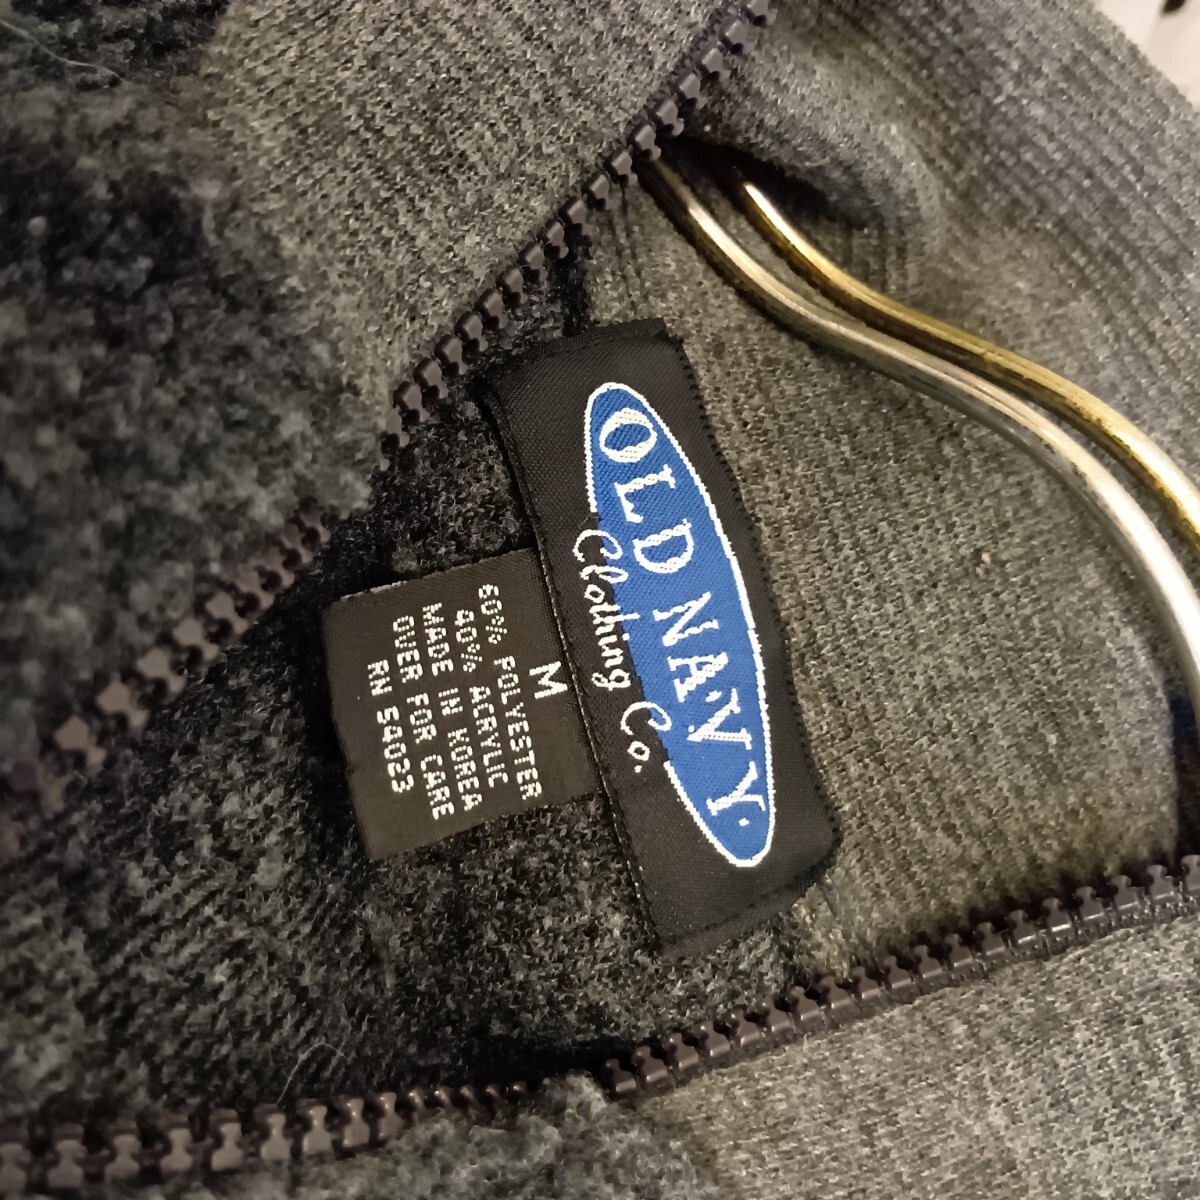 OLD NAVY.
Clothing Co.
M
60% POLYESTER
40% ACRYLIC
MADE IN KOREA
OVER FOR CARE
RN 54023